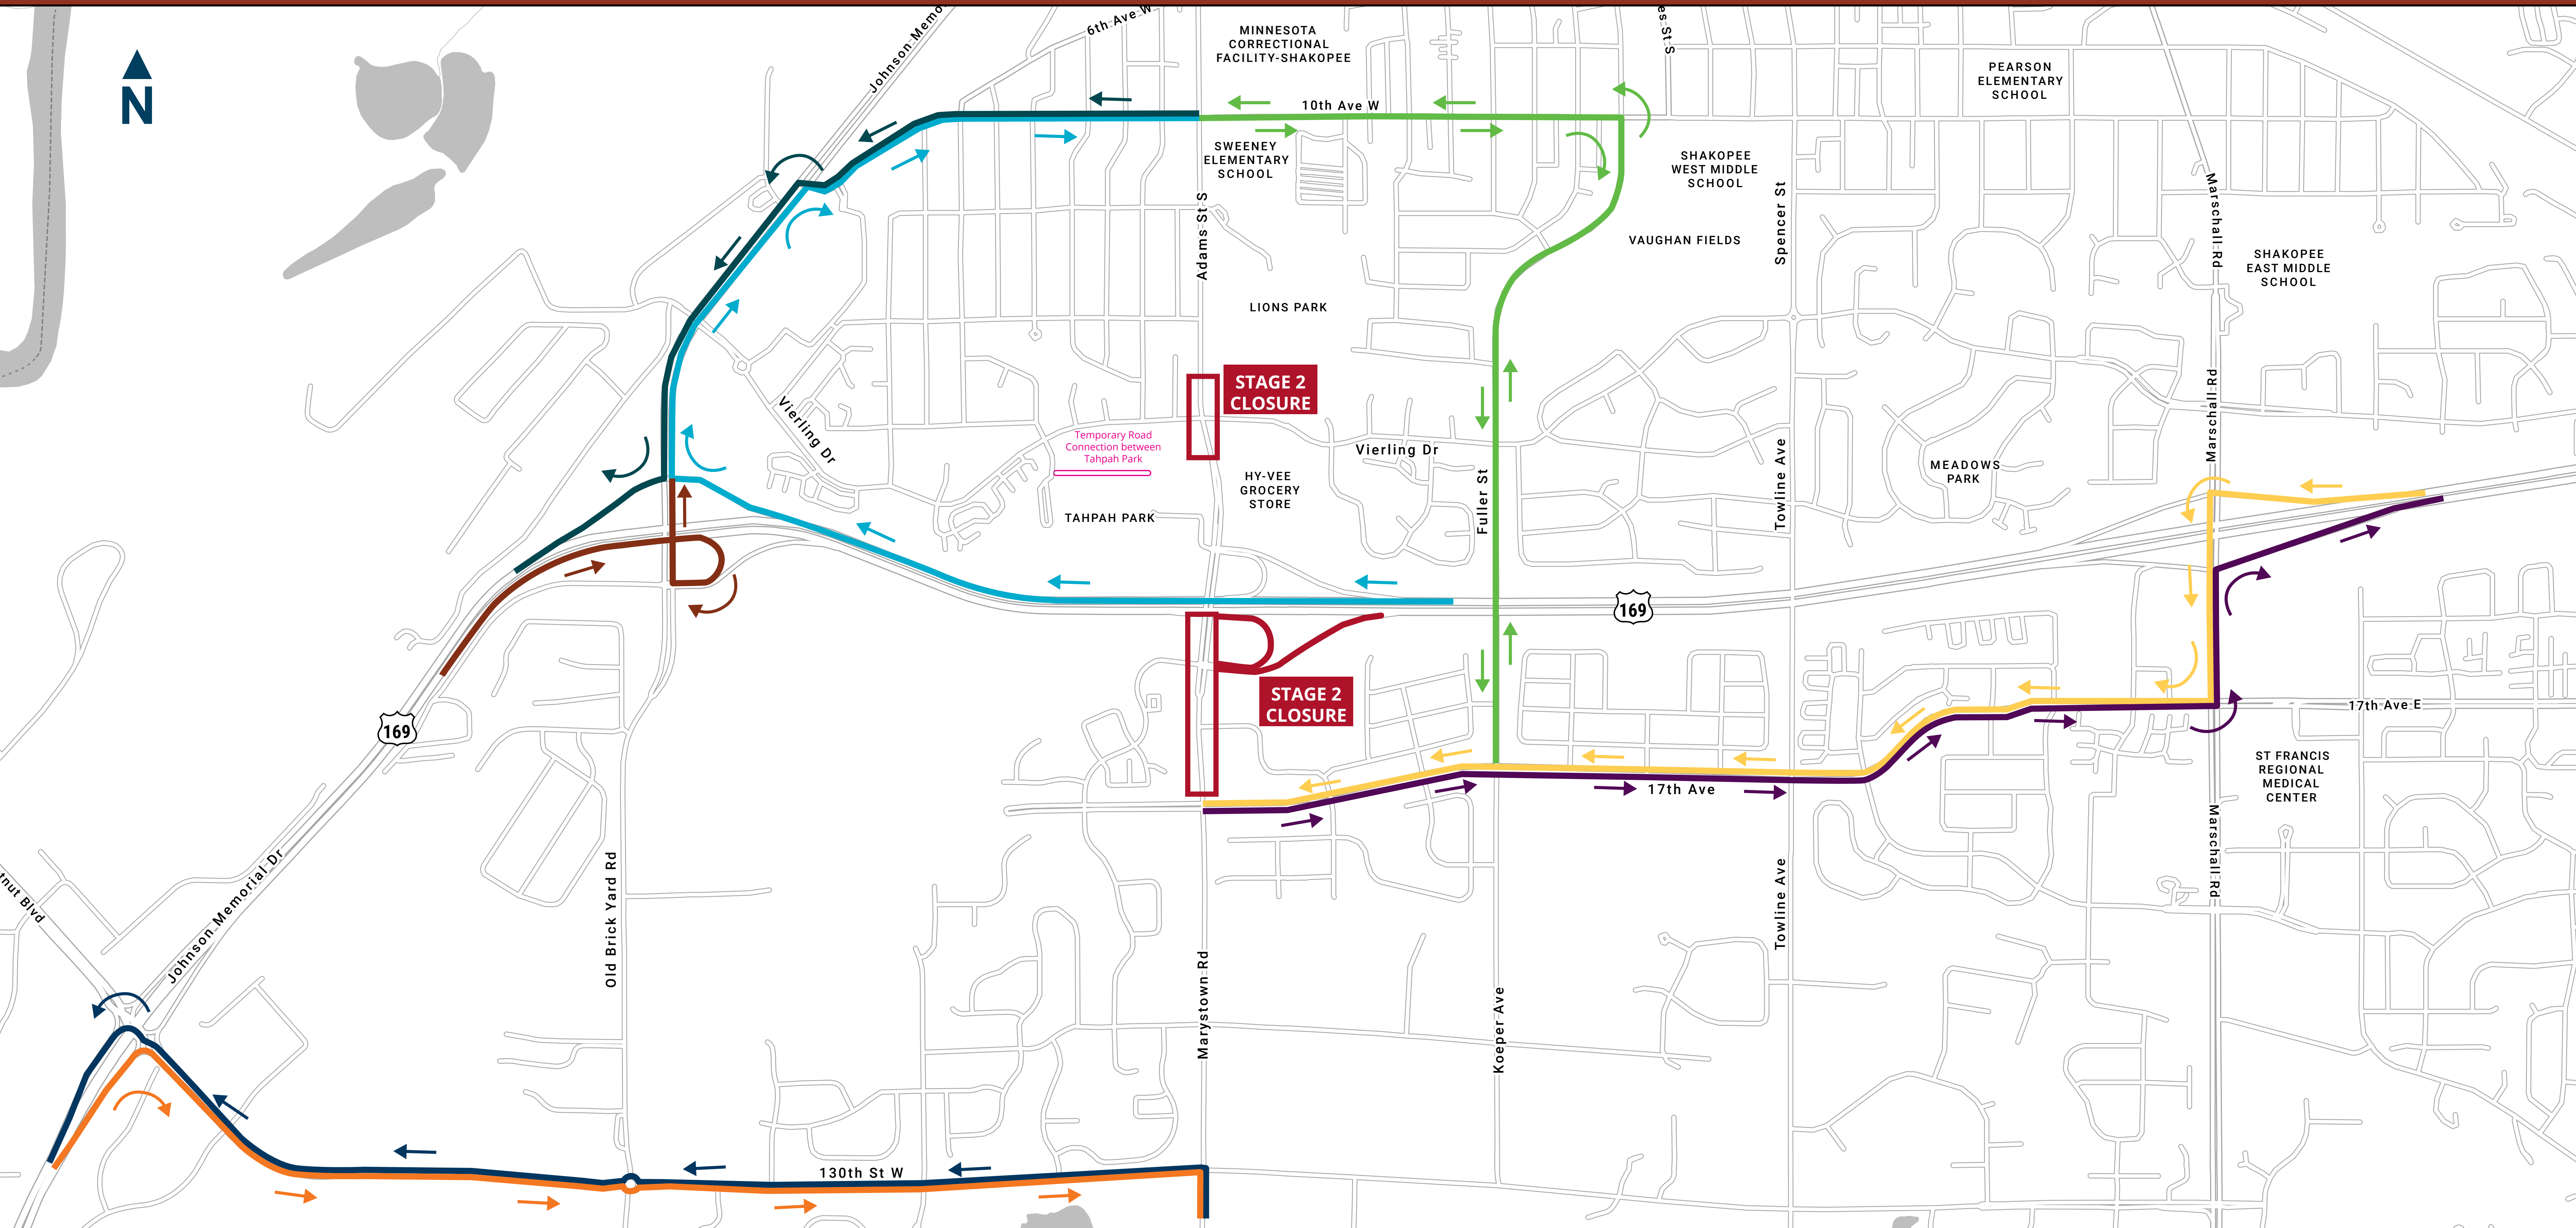 6th Ave W
Johnson Memo
es St S
N
MINNESOTA
CORRECTIONAL
FACILITY-SHAKOPEE
PEARSON
ELEMENTARY
SCHOOL
10th Ave W
SWEENEY
ELEMENTARY
SCHOOL
SHAKOPEE
WEST MIDDLE
SCHOOL
Adams St S
Spencer St
Marschall Rd
VAUGHAN FIELDS
SHAKOPEE
EAST MIDDLE
SCHOOL
LIONS PARK
STAGE 2
CLOSURE
Vierling Dr
Temporary Road
Connection between
Tahpah Park
Vierling Dr
Marschall Rd
HY-VEE
GROCERY
STORE
MEADOWS
PARK
Fuller St
Towline Ave
TAHPAH PARK
169
STAGE 2
CLOSURE
169
17th Ave E
17th Ave
ST FRANCIS
REGIONAL
MEDICAL
CENTER
tnut Blvd
Johnson Memorial Dr
Old Brick Yard Rd
Towline Ave
Marschall Rd
Marystown Rd
Koeper Ave
130th St W